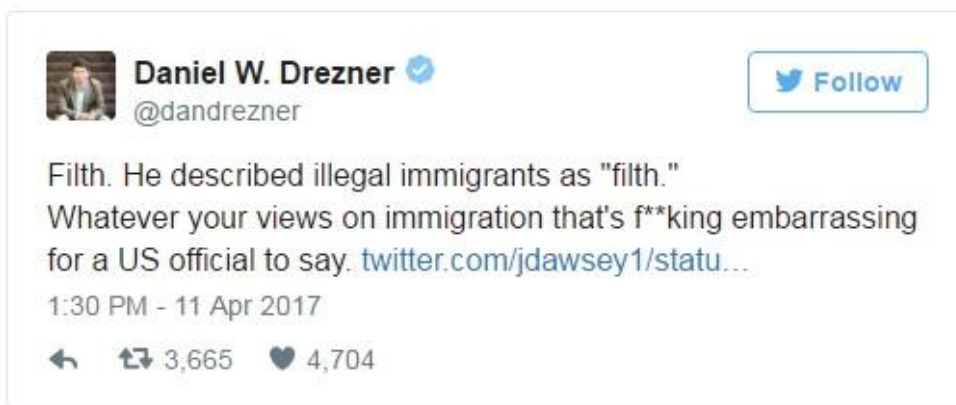 Daniel W. Drezner
@dandrezner
Follow
Filth. He described illegal immigrants as "filth."
Whatever your views on immigration that's f**king embarrassing
for a US official to say. twitter.com/jdawsey1/statu...
1:30 PM - 11 Apr 2017
3,665 4,704